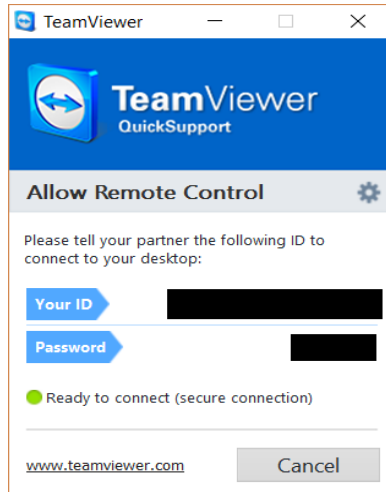 TeamViewer
TeamViewer
QuickSupport
Allow Remote Control
Please tell your partner the following ID to
connect to your desktop:
Your ID
Password
Ready to connect (secure connection)
www.teamviewer.com
Cancel